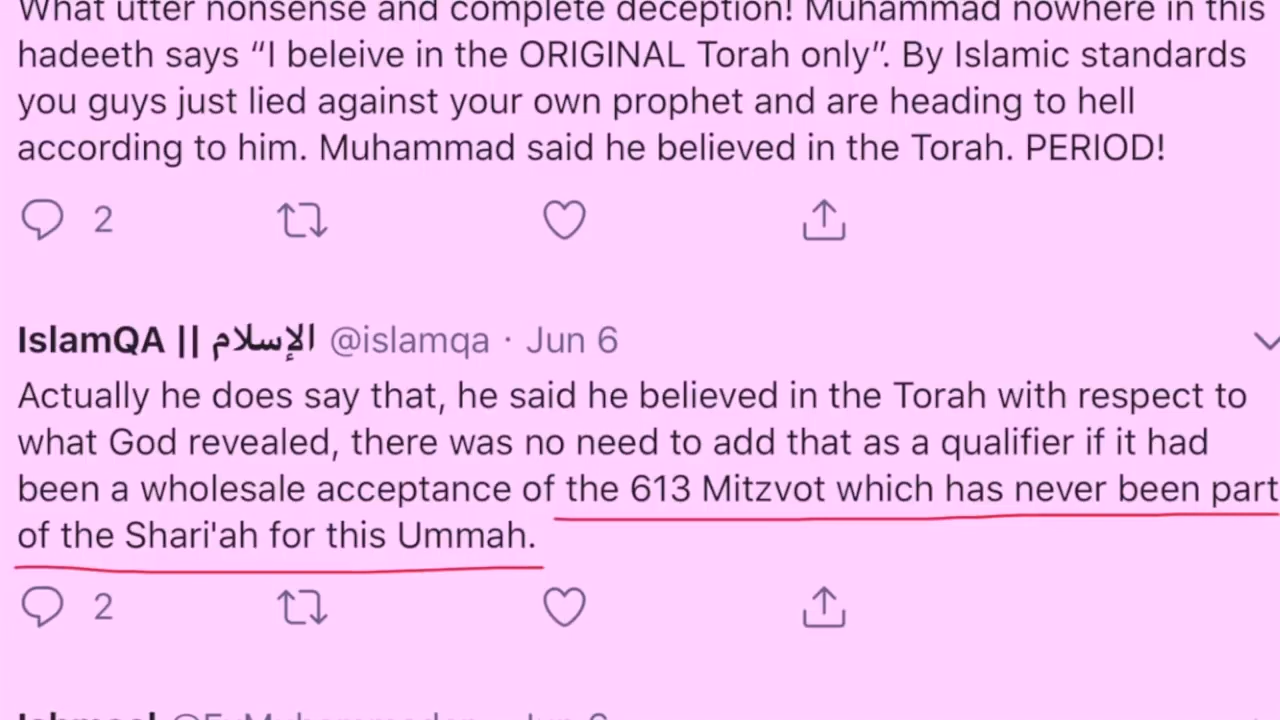 What utter nonsense and complete deception! Muhammad nowhere in this
hadeeth says “I beleive in the ORIGINAL Torah only”. By Islamic standards
you guys just lied against your own prophet and are heading to hell
according to him. Muhammad said he believed in the Torah. PERIOD!
2
IslamQA || الإسلام @islamqa · Jun 6
Actually he does say that, he said he believed in the Torah with respect to
what God revealed, there was no need to add that as a qualifier if it had
been a wholesale acceptance of the 613 Mitzvot which has never been part
of the Shari'ah for this Ummah.
2
Jun 6